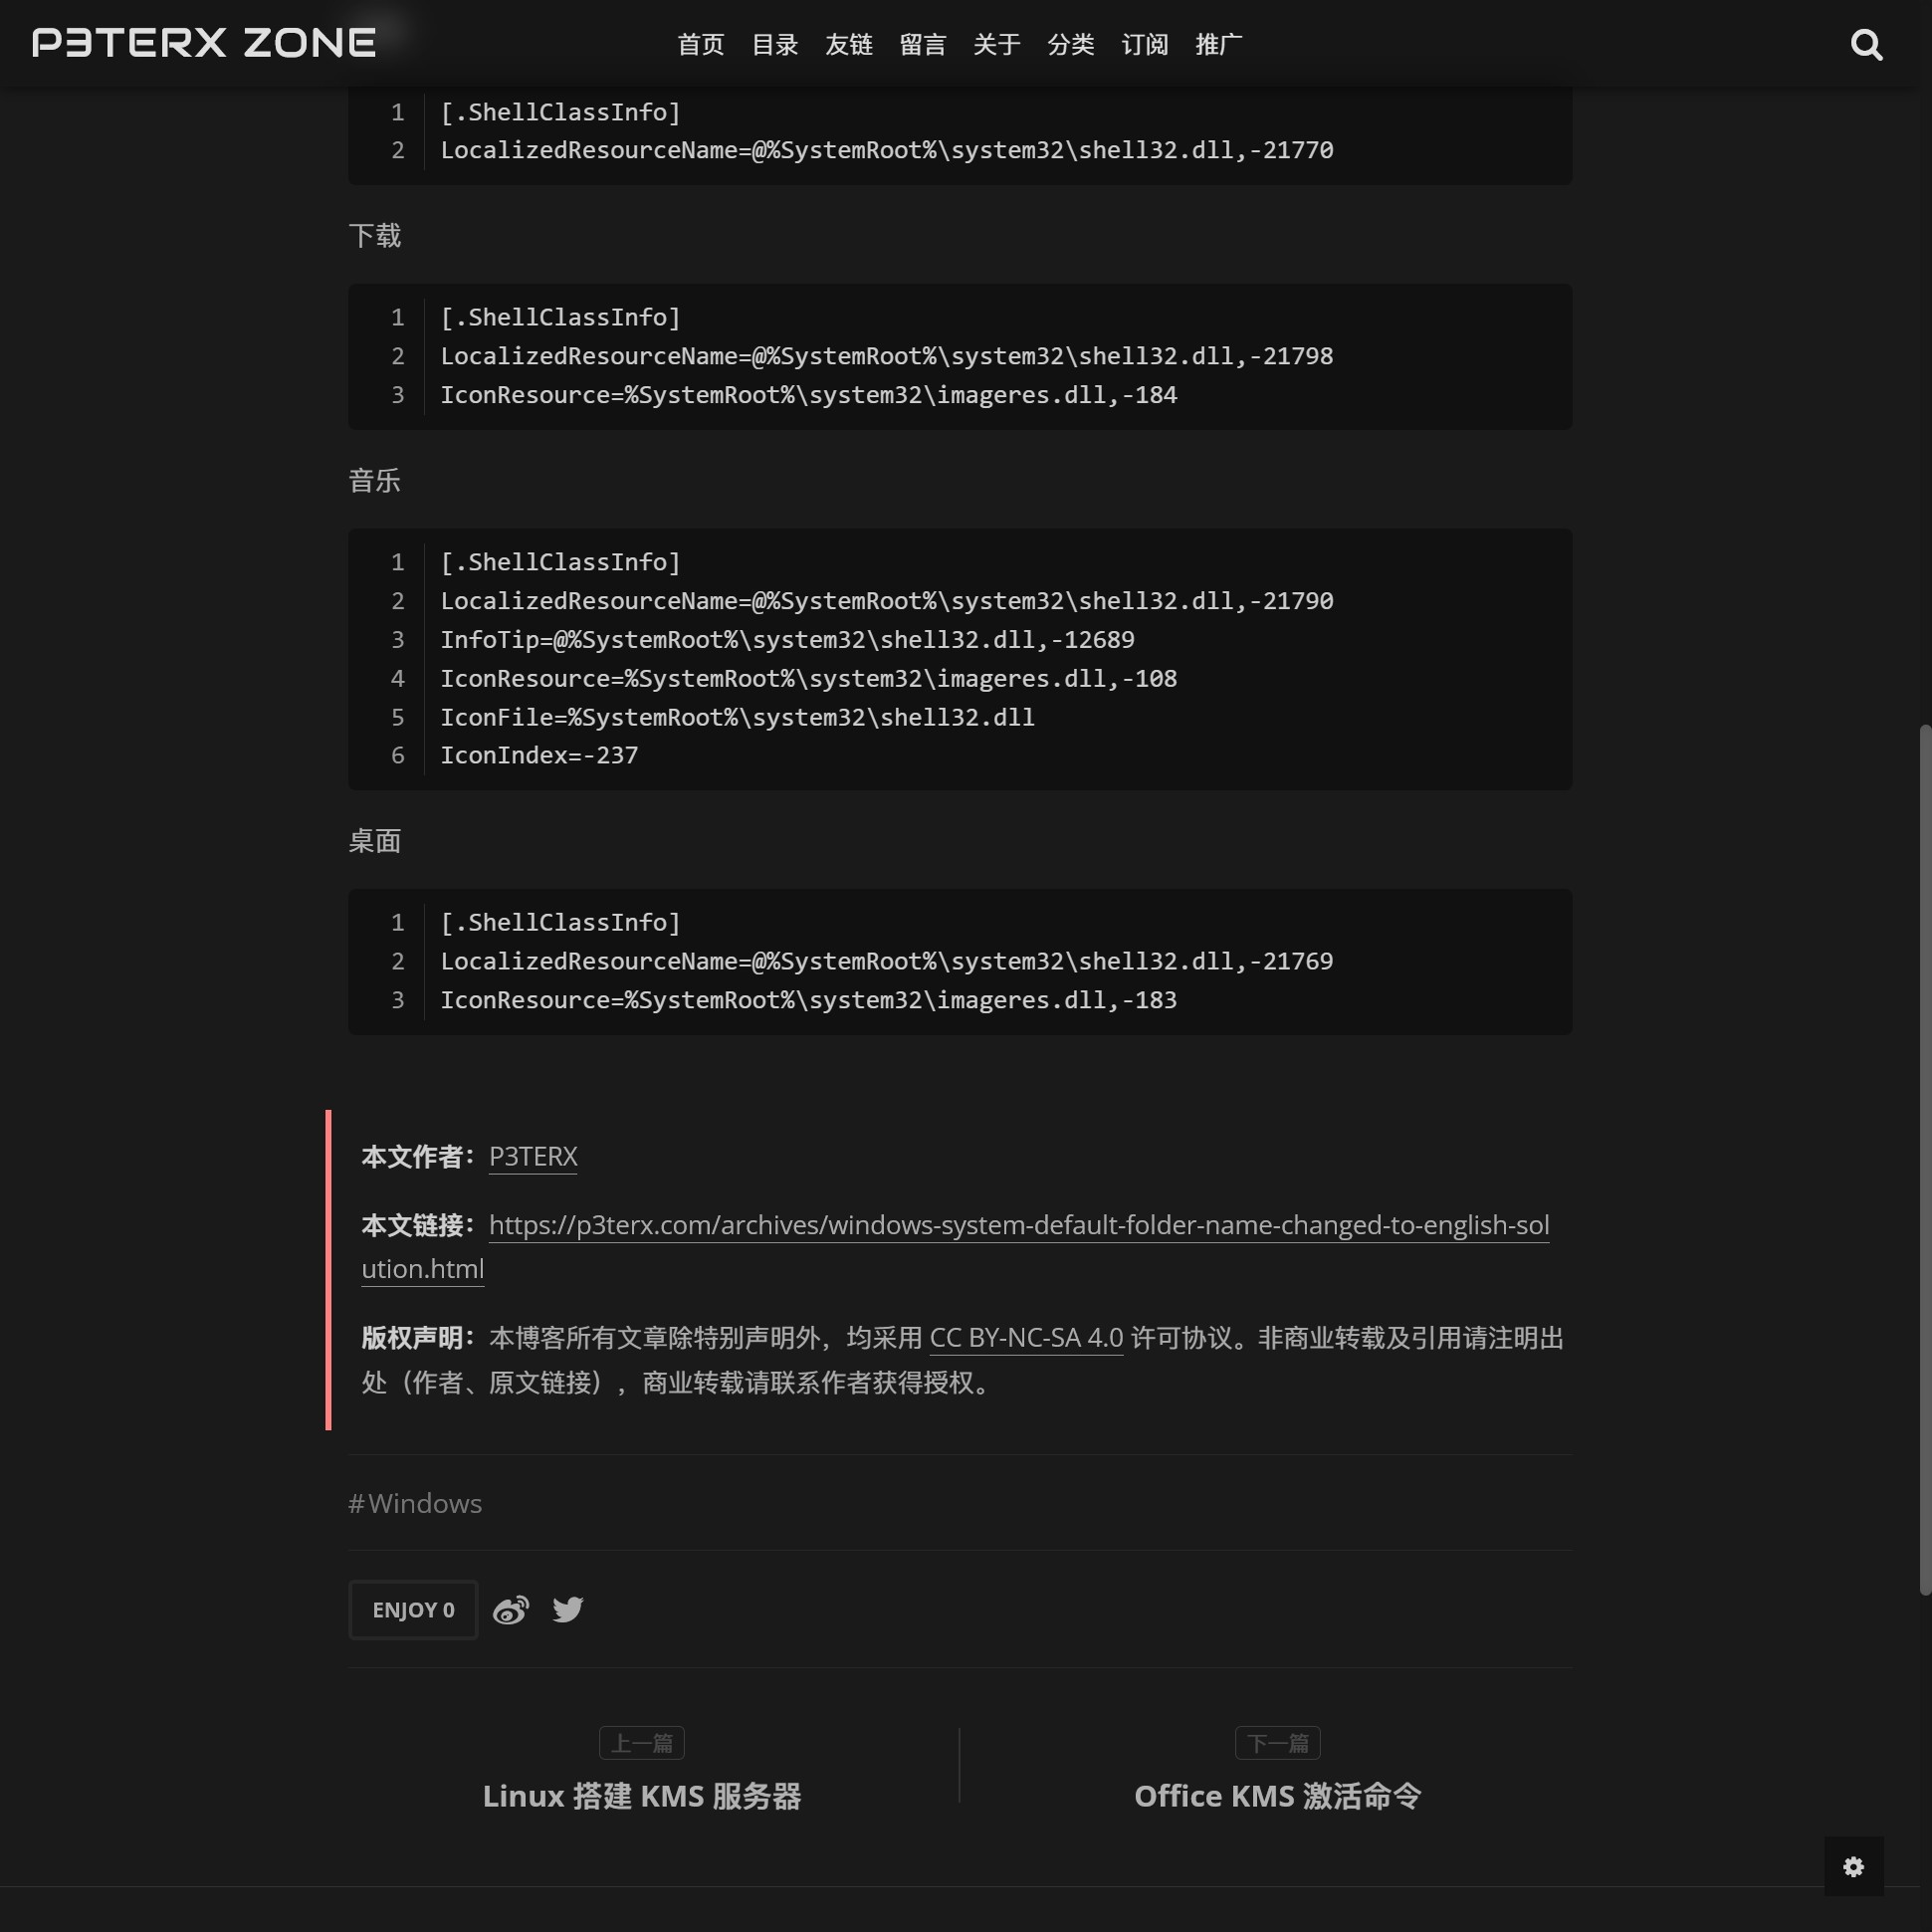 P3TERX ZONE
首页 目录 友链 留言 关于 分类 订阅 推广
1 [.ShellClassInfo]
2 LocalizedResourceName=@%SystemRoot%\system32\shell32.dll,-21770
下载
1 [.ShellClassInfo]
2 LocalizedResourceName=@%SystemRoot%\system32\shell32.dll,-21798
3 IconResource=%SystemRoot%\system32\imageres.dll,-184
音乐
1 [.ShellClassInfo]
2 LocalizedResourceName=@%SystemRoot%\system32\shell32.dll,-21790
3 InfoTip=@%SystemRoot%\system32\shell32.dll,-12689
4 IconResource=%SystemRoot%\system32\imageres.dll,-108
5 IconFile=%SystemRoot%\system32\shell32.dll
6 IconIndex=-237
桌面
1 [.ShellClassInfo]
2 LocalizedResourceName=@%SystemRoot%\system32\shell32.dll,-21769
3 IconResource=%SystemRoot%\system32\imageres.dll,-183
本文作者：P3TERX
本文链接：https://p3terx.com/archives/windows-system-default-folder-name-changed-to-english-sol
ution.html
版权声明：本博客所有文章除特别声明外，均采用 CC BY-NC-SA 4.0 许可协议。非商业转载及引用请注明出
处（作者、原文链接），商业转载请联系作者获得授权。
#Windows
ENJOY 0
上一篇
Linux 搭建 KMS 服务器
下一篇
Office KMS 激活命令